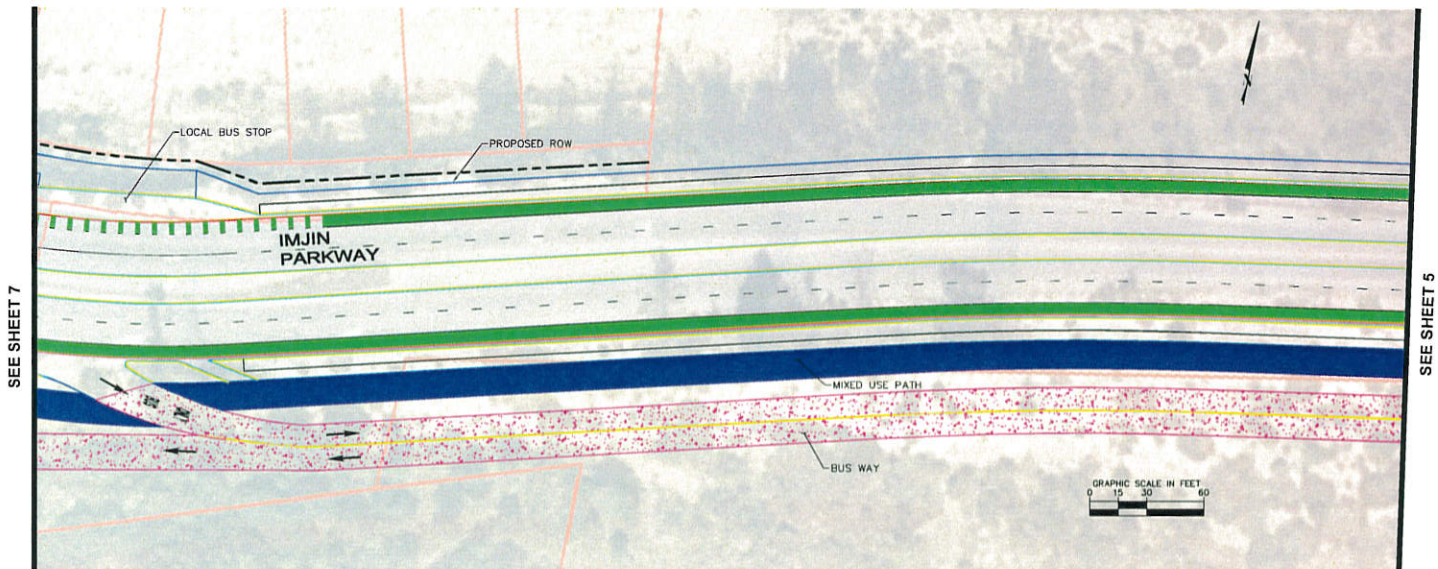 LOCAL BUS STOP
PROPOSED ROW
IMJIN
PARKWAY
SEE SHEET 7
SEE SHEET 5
MIXED USE PATH
BUS WAY
GRAPHIC SCALE IN FEET
0 15 30 60